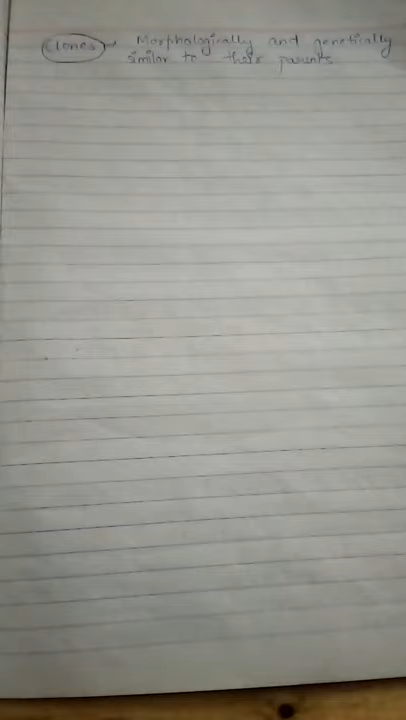 Clones → Morphologically and genetically
similar to their parents